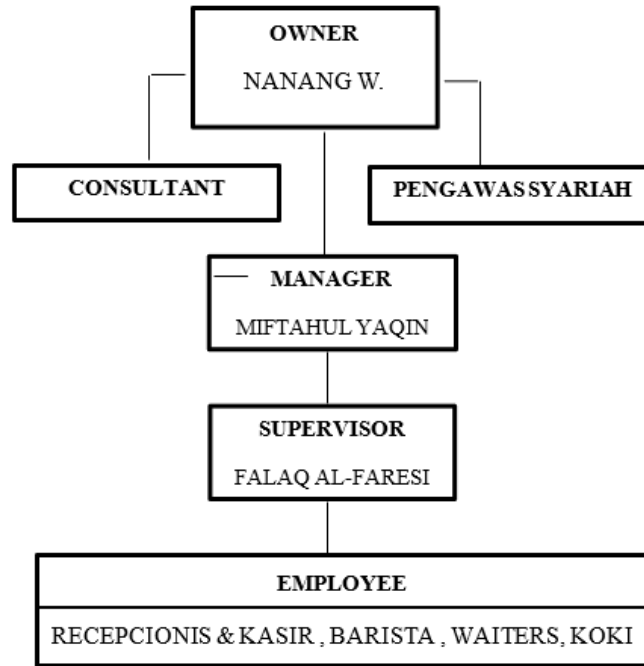 OWNER
NANANG W.
CONSULTANT
PENGAWAS SYARIAH
MANAGER
MIFTAHUL YAQIN
SUPERVISOR
FALAQ AL-FARESI
EMPLOYEE
RECEPCIONIS & KASIR , BARISTA , WAITERS, KOKI